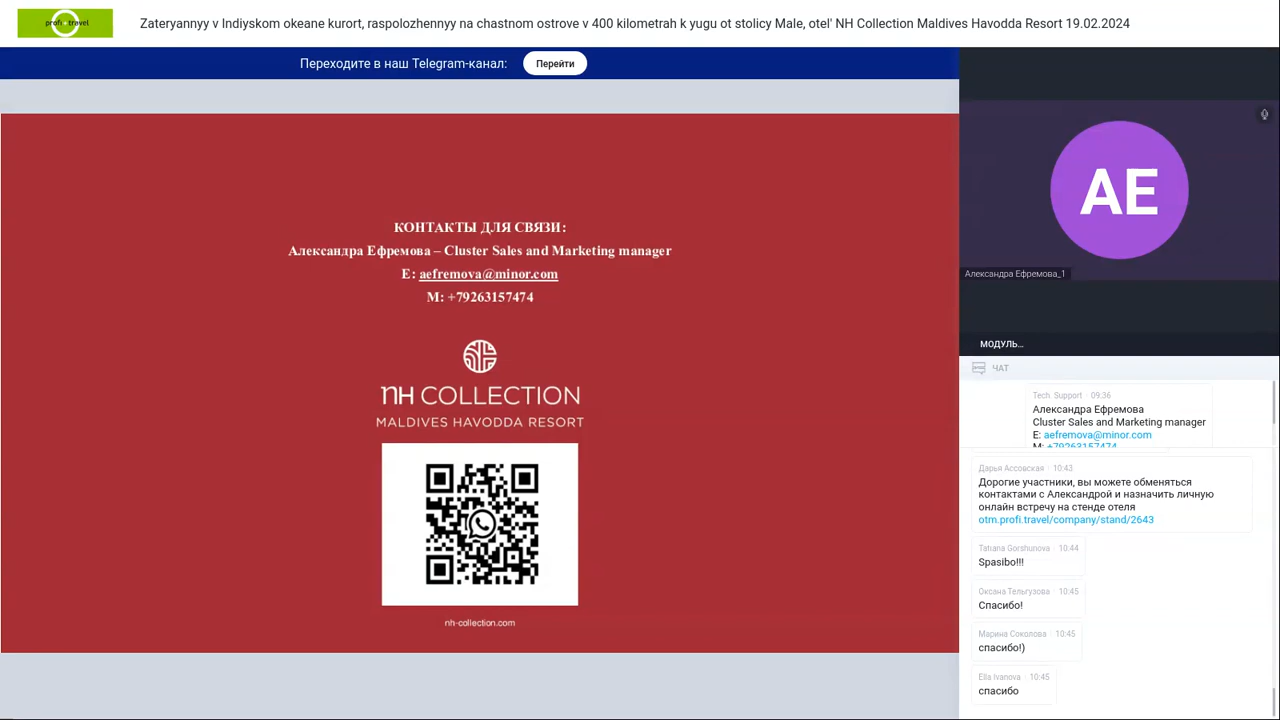 profi travel
Zateryannyy v Indiyskom okeane kurort, raspolozhennyy na chastnom ostrove v 400 kilometrah k yugu ot stolicy Male, otel' NH Collection Maldives Havodda Resort 19.02.2024
Переходите в наш Telegram-канал:
Перейти
КОНТАКТЫ ДЛЯ СВЯЗИ:
Александра Ефремова – Cluster Sales and Marketing manager
E: aefremova@minor.com
M: +79263157474
NH COLLECTION
MALDIVES HAVODDA RESORT
nh-collection.com
АЕ
Александра Ефремова_1
МОДУЛЬ...
ЧАТ
Tech. Support · 09:36
Александра Ефремова
Cluster Sales and Marketing manager
E: aefremova@minor.com
M: +79263157474
Дарья Ассовская · 10:43
Дорогие участники, вы можете обменяться
контактами с Александрой и назначить личную
онлайн встречу на стенде отеля
otm.profi.travel/company/stand/2643
Tatiana Gorshunova · 10:44
Spasibo!!!
Оксана Тельгузова · 10:45
Спасибо!
Марина Соколова · 10:45
спасибо!)
Ella Ivanova · 10:45
спасибо